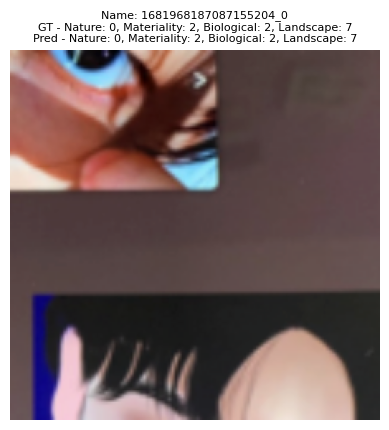 Name: 1681968187087155204_0
GT - Nature: 0, Materiality: 2, Biological: 2, Landscape: 7
Pred - Nature: 0, Materiality: 2, Biological: 2, Landscape: 7